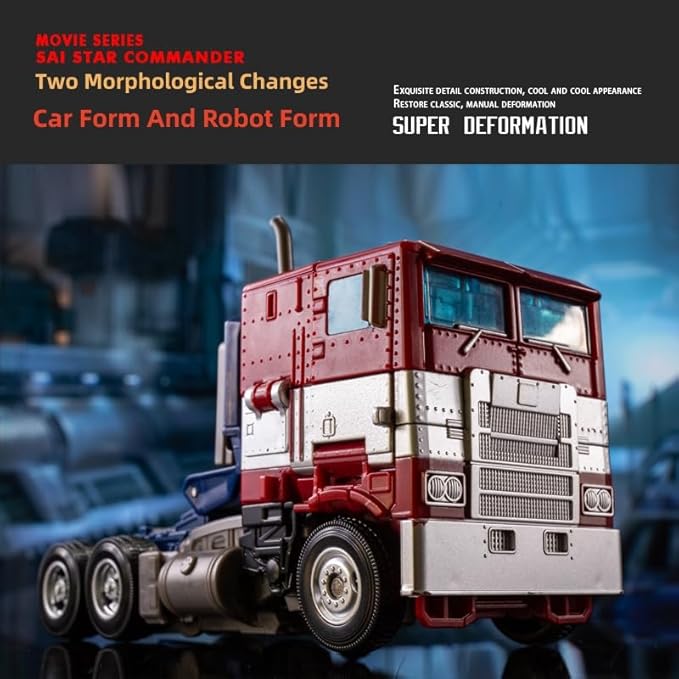 MOVIE SERIES
SAI STAR COMMANDER
Two Morphological Changes
Car Form And Robot Form
Exquisite detail construction, cool and cool appearance
Restore classic, manual deformation
SUPER DEFORMATION